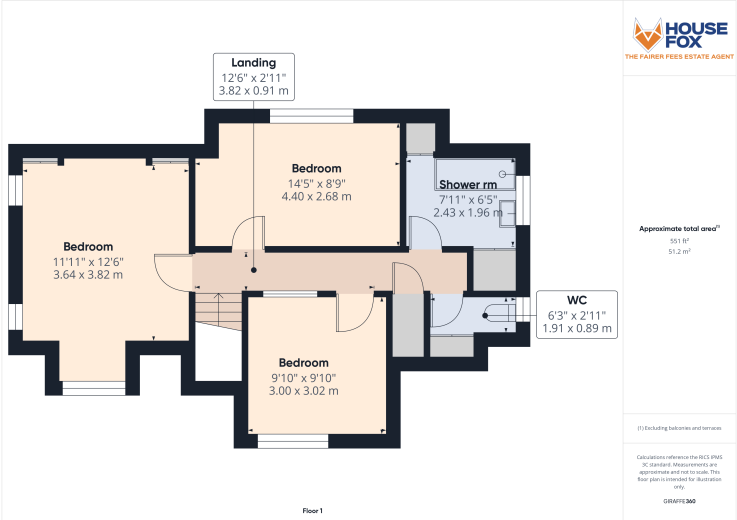 Landing
12'6" x 2'11"
3.82 x 0.91 m
Bedroom
14'5" x 8'9"
4.40 x 2.68 m
Shower rm
7'11" x 6'5"
2.43 x 1.96 m
Bedroom
11'11" x 12'6"
3.64 x 3.82 m
WC
6'3" x 2'11"
1.91 x 0.89 m
Bedroom
9'10" x 9'10"
3.00 x 3.02 m
Floor 1
HOUSE
FOX
THE FAIRER FEES ESTATE AGENT
Approximate total area(1)
551 ft²
51.2 m²
(1) Excluding balconies and terraces
Calculations reference the RICS IPMS
3C standard. Measurements are
approximate and not to scale. This
floor plan is intended for illustration
only.
GIRAFFE360